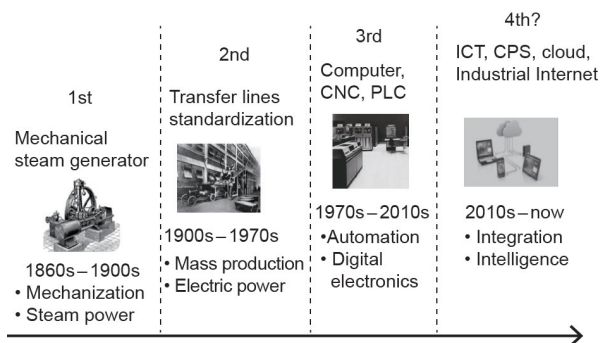 1st
Mechanical
steam generator
1860s–1900s
• Mechanization
• Steam power
2nd
Transfer lines
standardization
1900s–1970s
• Mass production
• Electric power
3rd
Computer,
CNC, PLC
1970s–2010s
•Automation
• Digital
electronics
4th?
ICT, CPS, cloud,
Industrial Internet
2010s–now
• Integration
• Intelligence